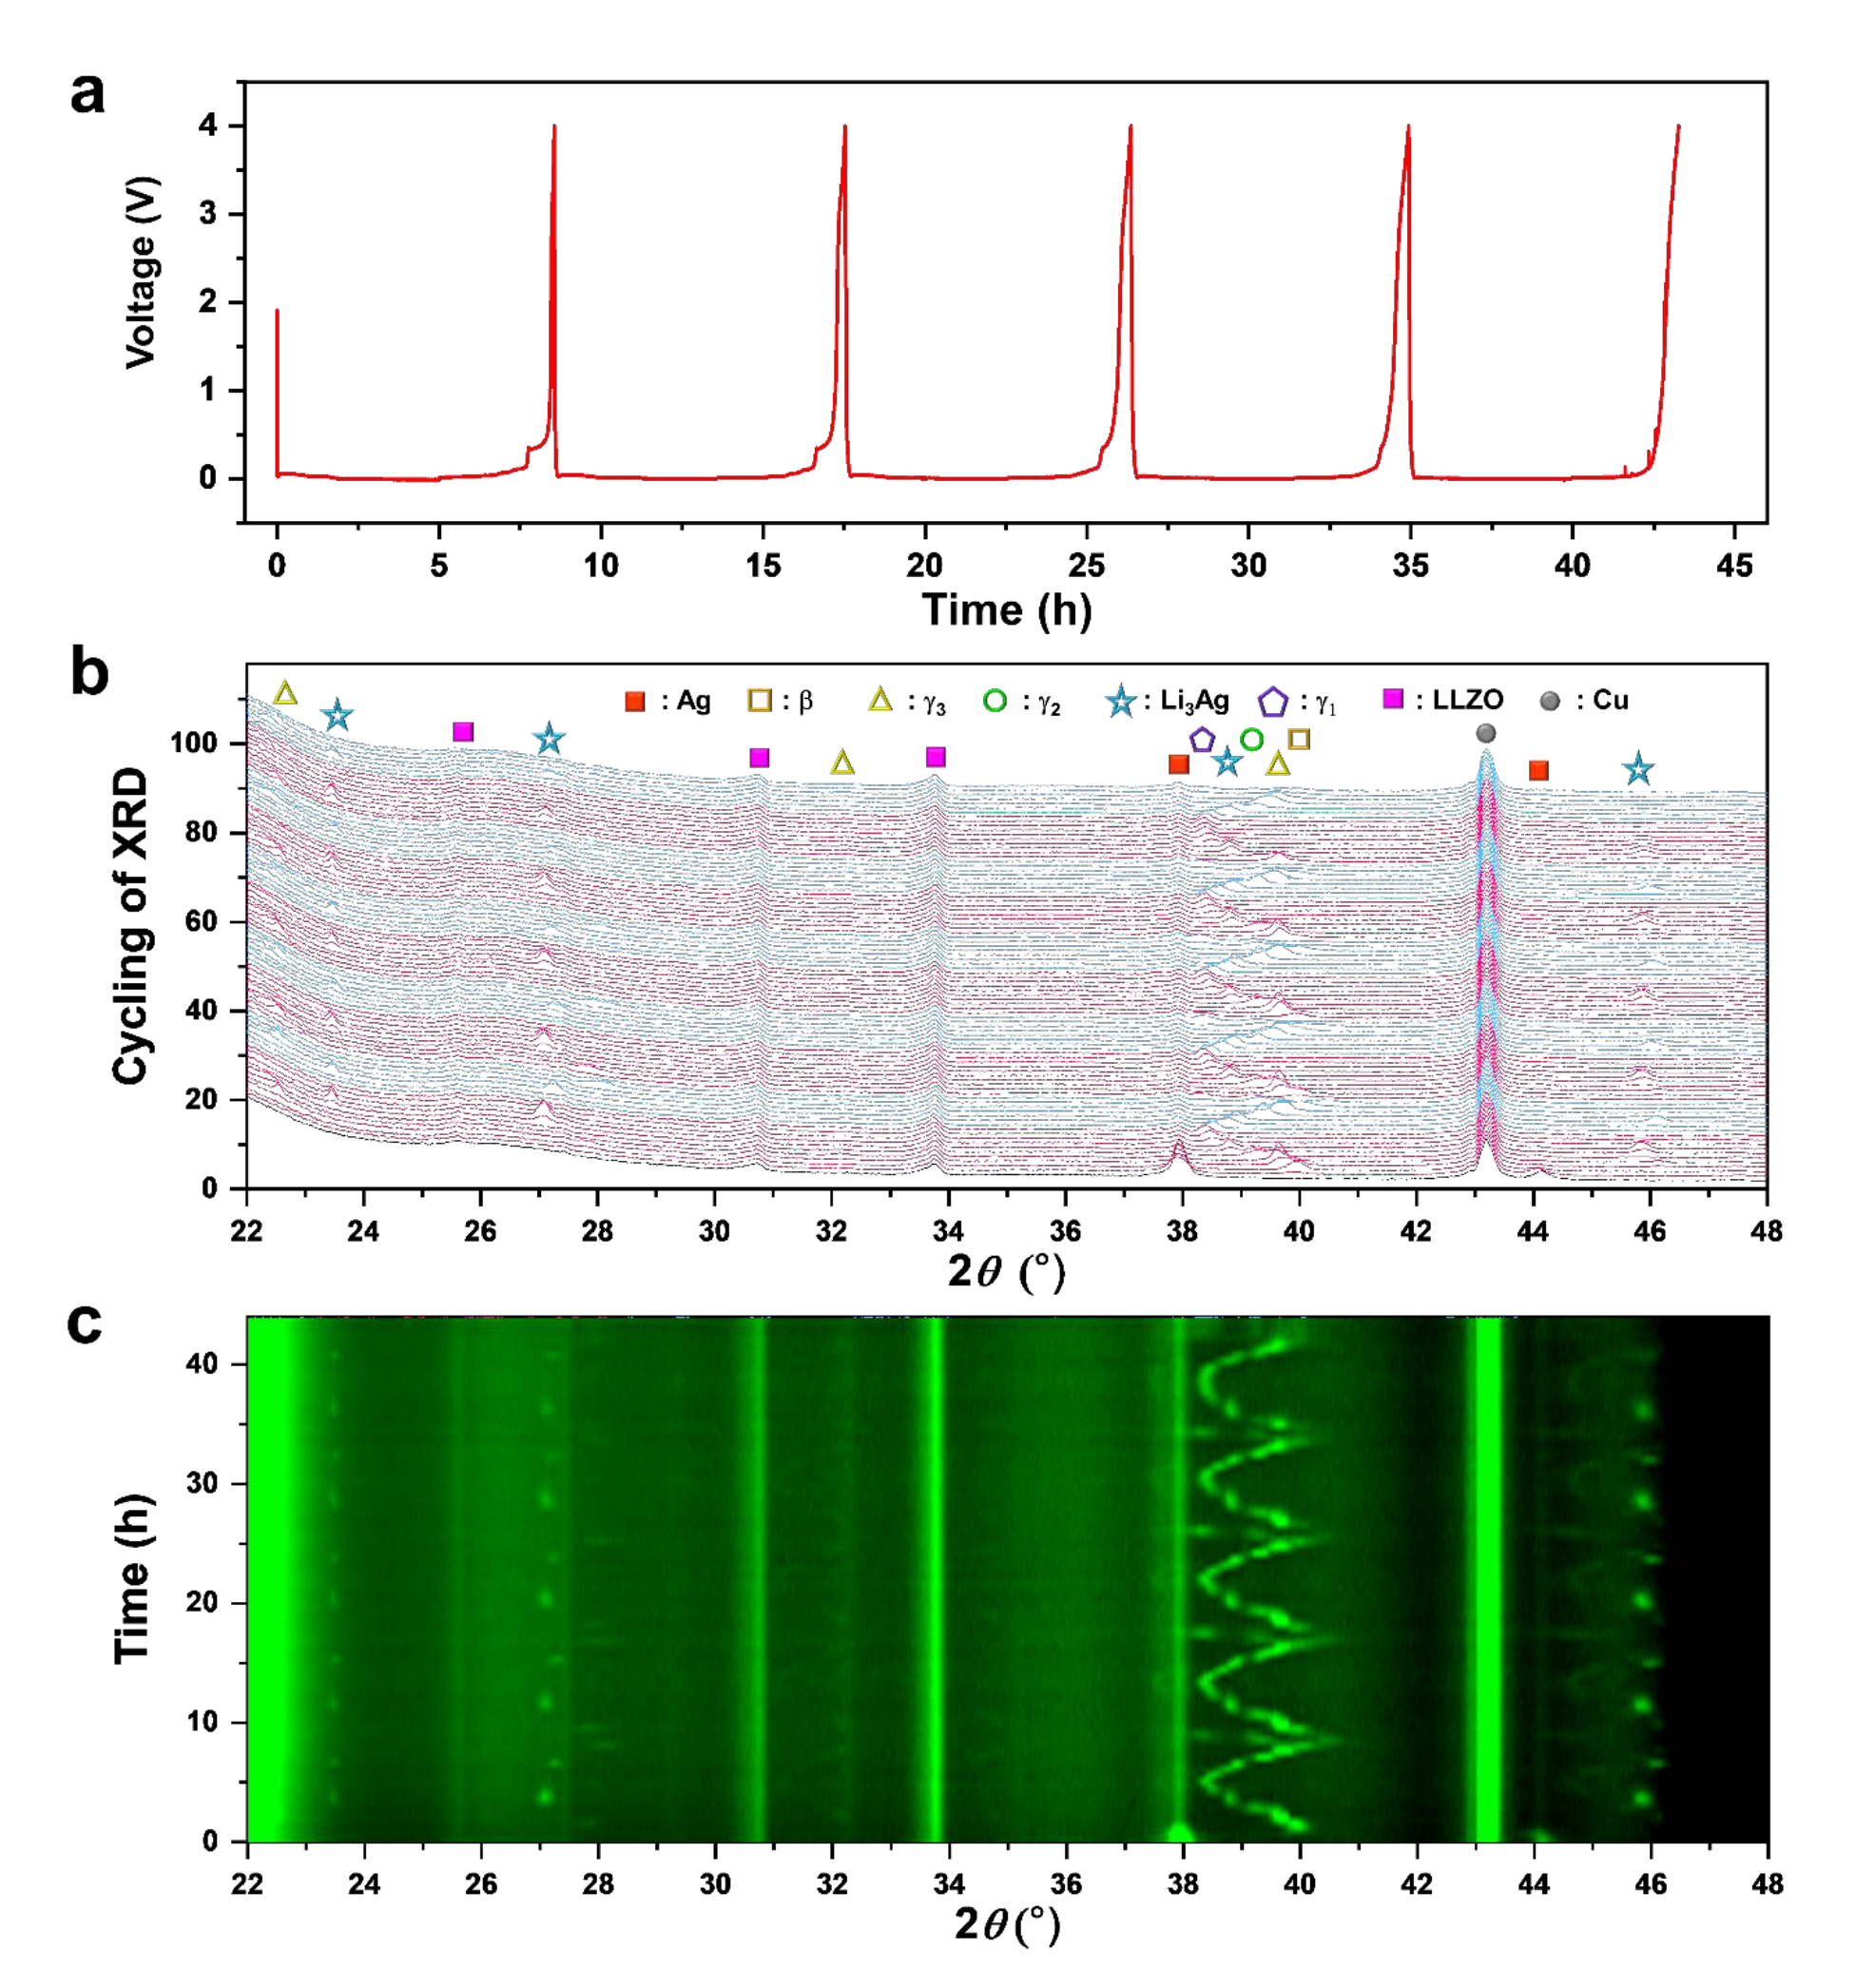 a
Voltage (V)
4
3
2
1
0
0 5 10 15 20 25 30 35 40 45
Time (h)
b
Cycling of XRD
: Ag : β : γ3 : γ2 : Li3Ag : γ1 : LLZO : Cu
100
80
60
40
20
0
22 24 26 28 30 32 34 36 38 40 42 44 46 48
2θ (°)
c
Time (h)
40
30
20
10
0
22 24 26 28 30 32 34 36 38 40 42 44 46 48
2θ(°)